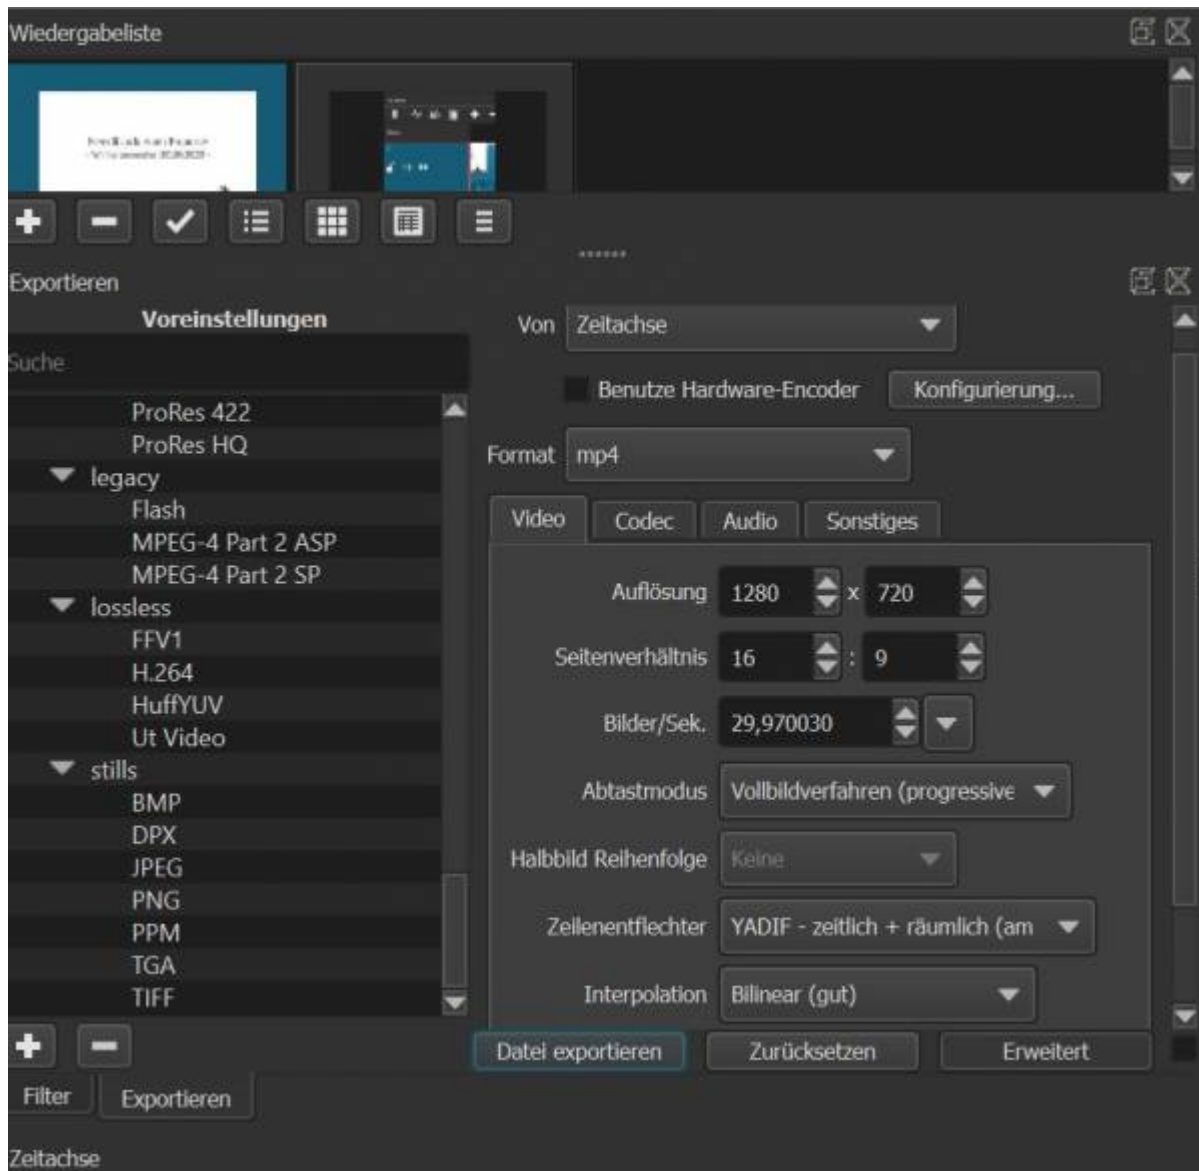 Wiedergabeliste
Exportieren
Voreinstellungen
Suche
ProRes 422
ProRes HQ
legacy
Flash
MPEG-4 Part 2 ASP
MPEG-4 Part 2 SP
lossless
FFV1
H.264
HuffYUV
Ut Video
stills
BMP
DPX
JPEG
PNG
PPM
TGA
TIFF
Von Zeitachse
Benutze Hardware-Encoder Konfigurierung...
Format mp4
Video Codec Audio Sonstiges
Auflösung 1280 x 720
Seitenverhältnis 16 : 9
Bilder/Sek. 29,970030
Abtastmodus Vollbildverfahren (progressive
Halbbild Reihenfolge Keine
Zeilenentflechter YADIF - zeitlich + räumlich (am
Interpolation Bilinear (gut)
Datei exportieren Zurücksetzen Erweitert
Filter Exportieren
Zeitachse